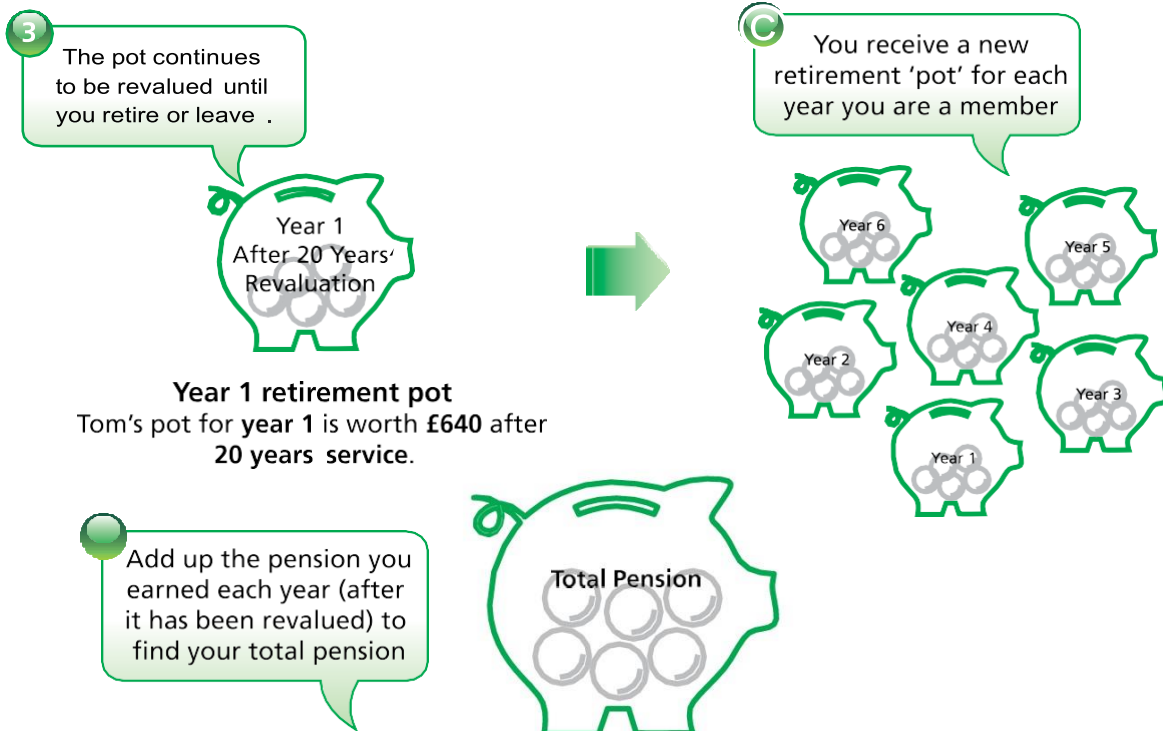 3
The pot continues
to be revalued until
you retire or leave .
Year 1
After 20 Years'
Revaluation
Year 1 retirement pot
Tom's pot for year 1 is worth £640 after
20 years service.
C
You receive a new
retirement 'pot' for each
year you are a member
Year 6
Year 5
Year 4
Year 2
Year 3
Year 1
Add up the pension you
earned each year (after
it has been revalued) to
find your total pension
Total Pension